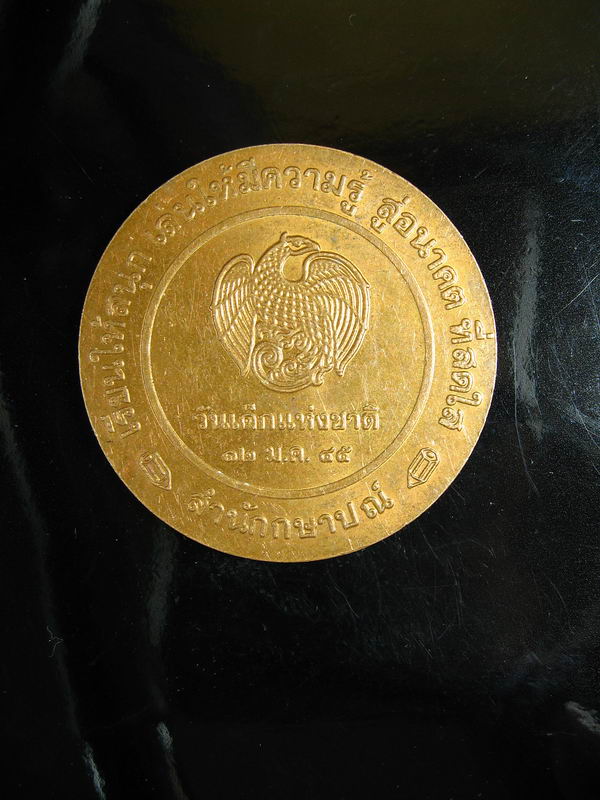 เรียนให้สนุก เล่นให้มีความรู้ สู่อนาคต ที่สดใส
วันเด็กแห่งชาติ
๑๒ ม.ค. ๔๕
สำนักกษาปณ์